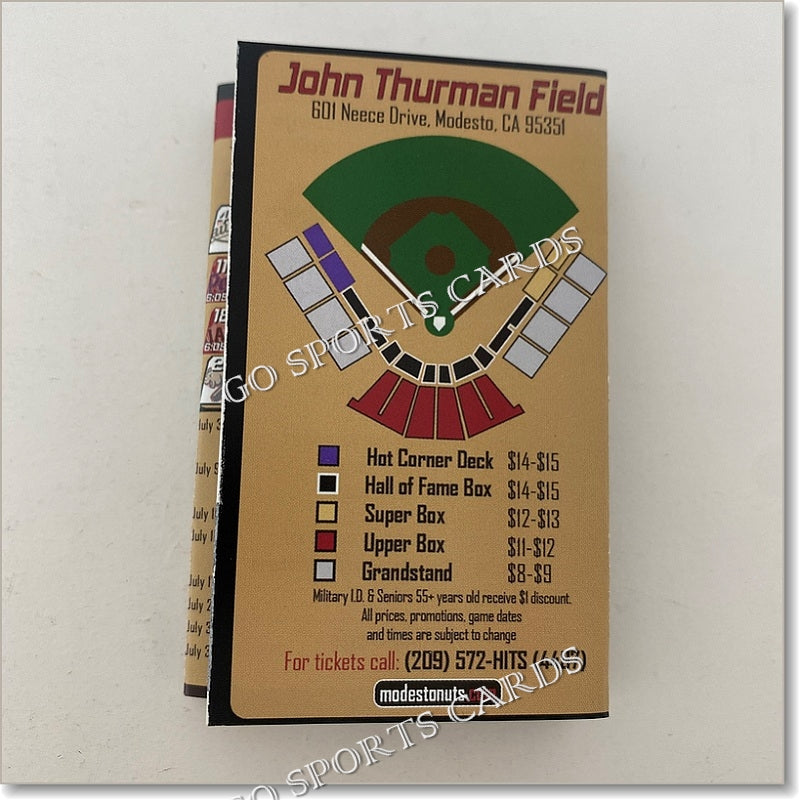 John Thurman Field
601 Neece Drive, Modesto, CA 95351
Hot Corner Deck $14-$15
Hall of Fame Box $14-$15
Super Box $12-$13
Upper Box $11-$12
Grandstand $8-$9
Military I.D. & Seniors 55+ years old receive $1 discount.
All prices, promotions, game dates
and times are subject to change
For tickets call: (209) 572-HITS
modestonuts
GO SPORTS CARDS
GO SPORTS CARDS
July
July
July
July
July
July
July
July